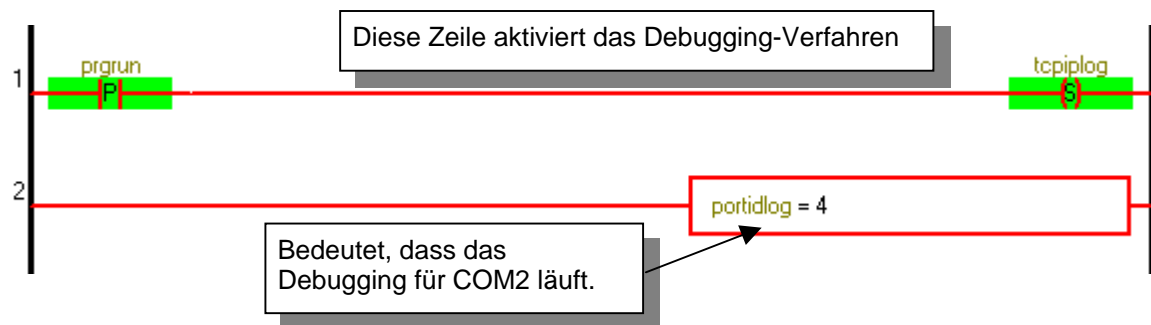 Diese Zeile aktiviert das Debugging-Verfahren
1
prgrun
P
tcpiplog
(S)
2
portidlog = 4
Bedeutet, dass das
Debugging für COM2 läuft.